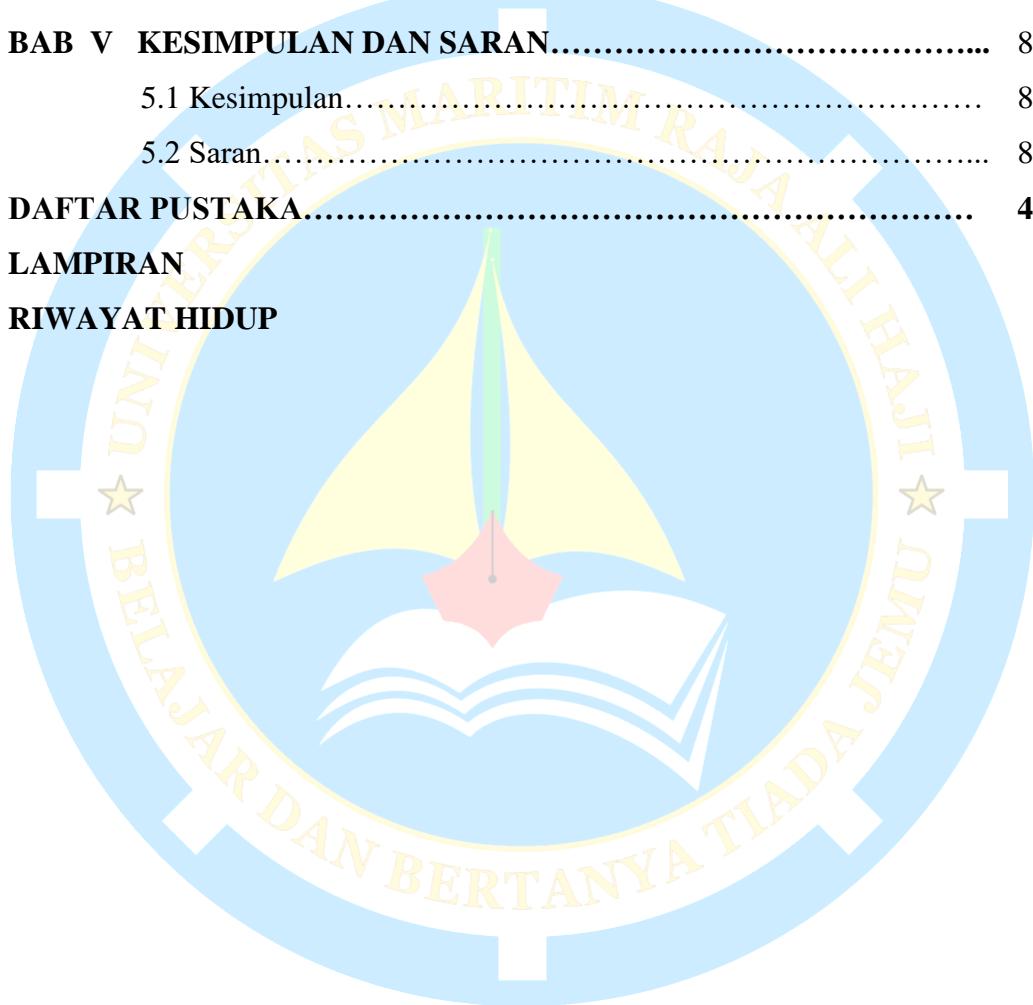 BAB V KESIMPULAN DAN SARAN………………………………... 8
5.1 Kesimpulan…………………………………………………… 8
5.2 Saran…………………………………………………………... 8
DAFTAR PUSTAKA……………………………………………………… 4
LAMPIRAN
RIWAYAT HIDUP
UNIVERSITAS MARITIM RAJA ALI HAJI
BELAJAR DAN BERTANYA TIADA JEMU